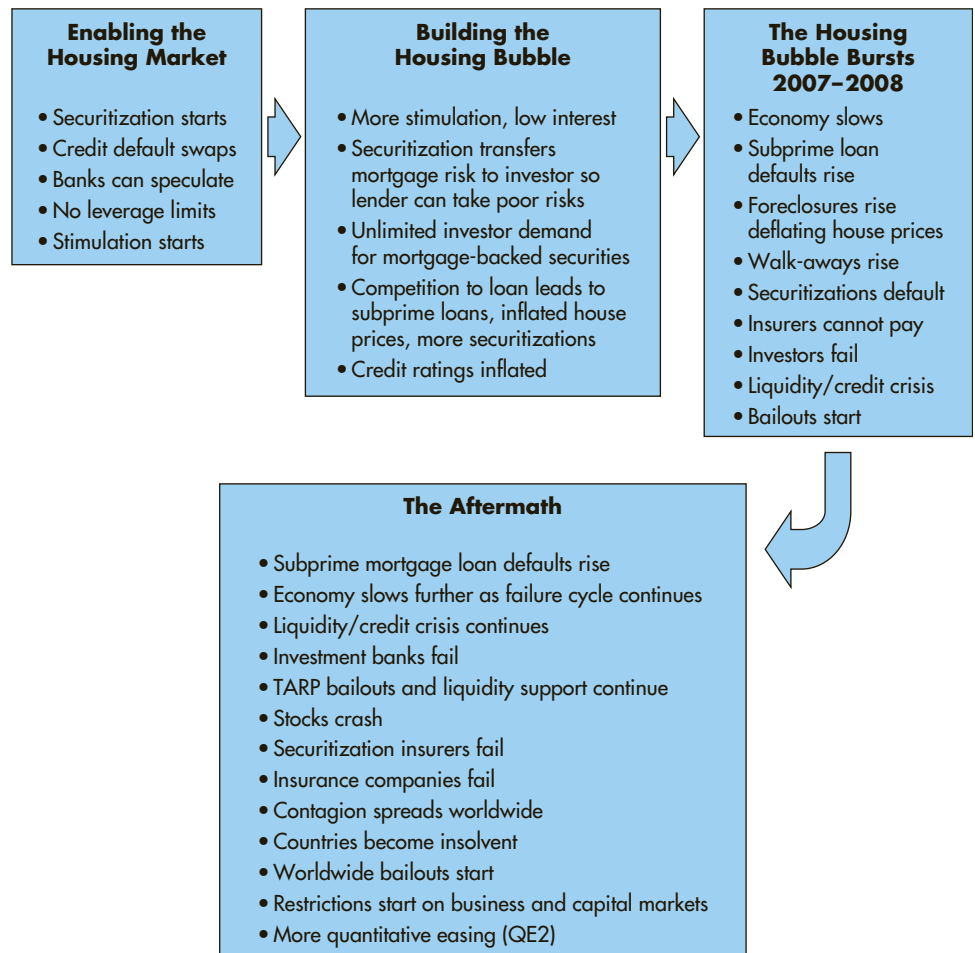 Enabling the
Housing Market
• Securitization starts
• Credit default swaps
• Banks can speculate
• No leverage limits
• Stimulation starts
Building the
Housing Bubble
• More stimulation, low interest
• Securitization transfers
mortgage risk to investor so
lender can take poor risks
• Unlimited investor demand
for mortgage-backed securities
• Competition to loan leads to
subprime loans, inflated house
prices, more securitizations
• Credit ratings inflated
The Housing
Bubble Bursts
2007–2008
• Economy slows
• Subprime loan
defaults rise
• Foreclosures rise
deflating house prices
• Walk-aways rise
• Securitizations default
• Insurers cannot pay
• Investors fail
• Liquidity/credit crisis
• Bailouts start
The Aftermath
• Subprime mortgage loan defaults rise
• Economy slows further as failure cycle continues
• Liquidity/credit crisis continues
• Investment banks fail
• TARP bailouts and liquidity support continue
• Stocks crash
• Securitization insurers fail
• Insurance companies fail
• Contagion spreads worldwide
• Countries become insolvent
• Worldwide bailouts start
• Restrictions start on business and capital markets
• More quantitative easing (QE2)